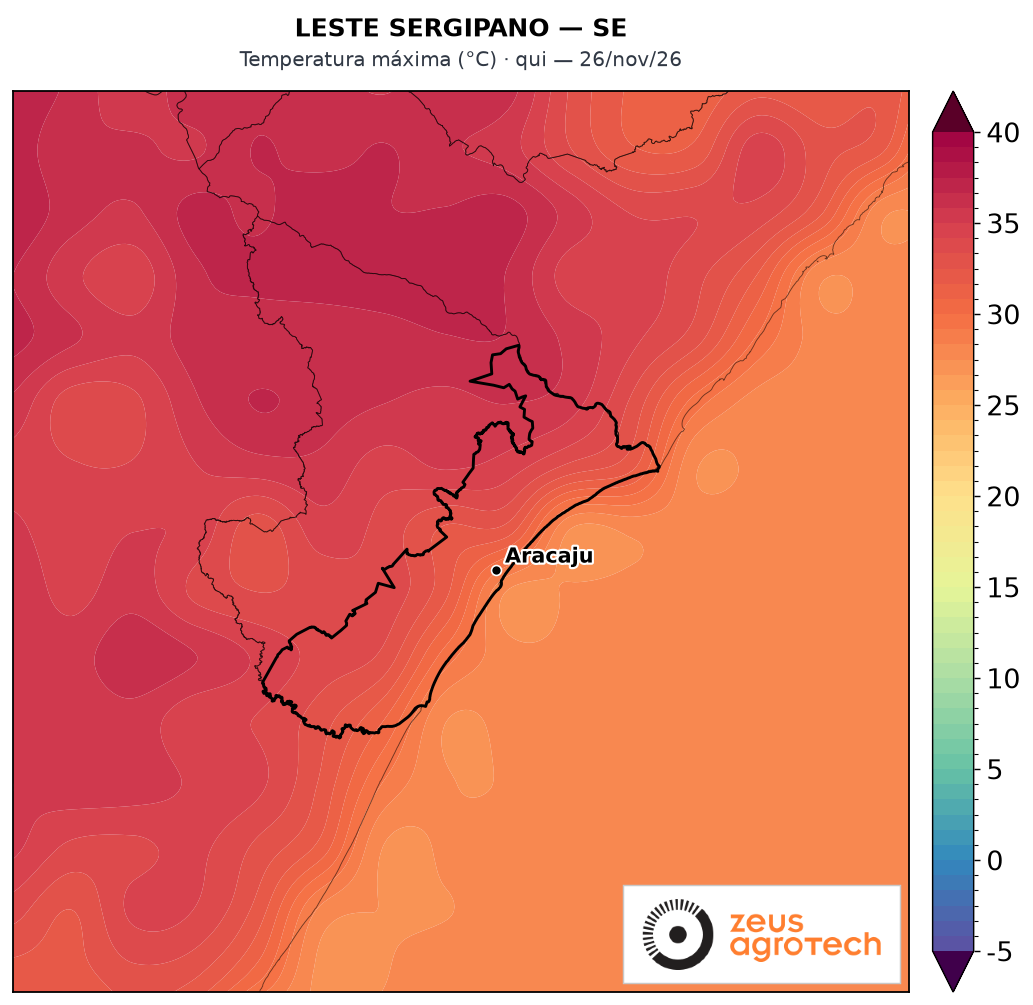 LESTE SERGIPANO — SE
Temperatura máxima (°C) · qui — 26/nov/26
40
35
30
25
20
15
10
5
0
-5
Aracaju
zeus
agrotech